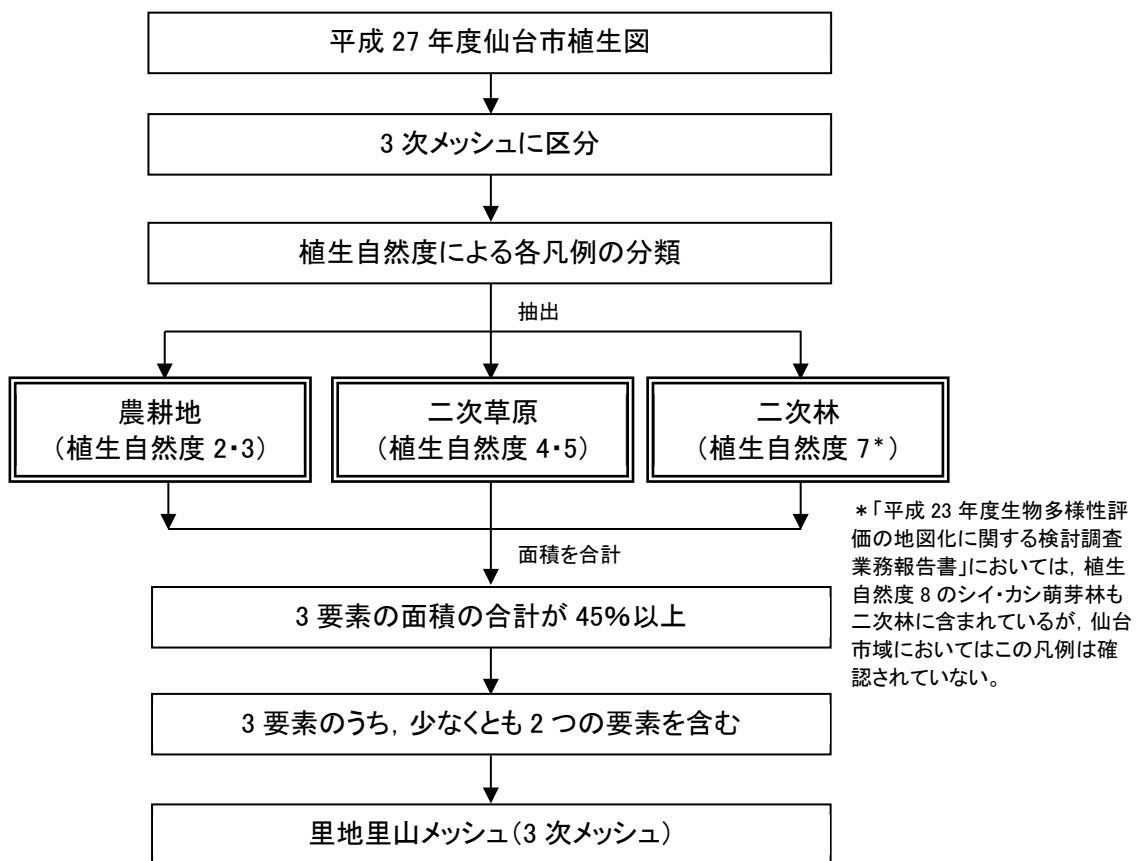 平成 27 年度仙台市植生図
3 次メッシュに区分
植生自然度による各凡例の分類
抽出
農耕地
（植生自然度 2・3）
二次草原
（植生自然度 4・5）
二次林
（植生自然度 7*）
面積を合計
3 要素の面積の合計が 45%以上
3 要素のうち，少なくとも 2 つの要素を含む
里地里山メッシュ（3 次メッシュ）
＊「平成 23 年度生物多様性評
価の地図化に関する検討調査
業務報告書」においては，植生
自然度 8 のシイ・カシ萌芽林も
二次林に含まれているが，仙台
市域においてはこの凡例は確
認されていない。